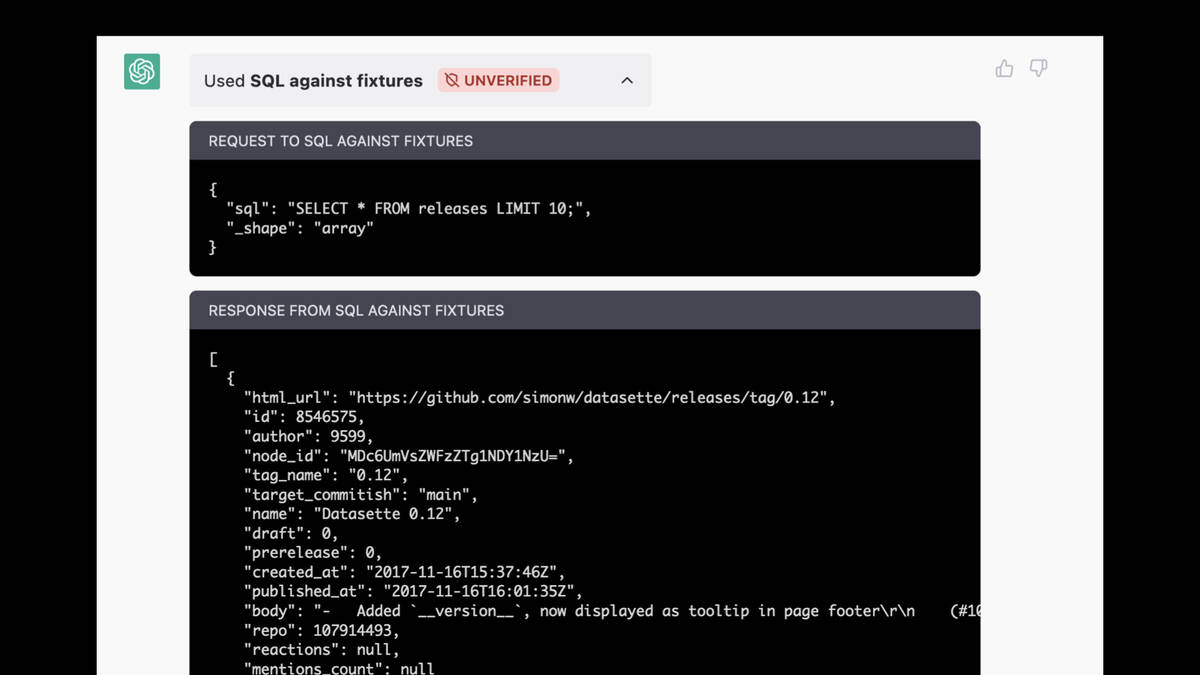 Used SQL against fixtures UNVERIFIED
REQUEST TO SQL AGAINST FIXTURES
{
  "sql": "SELECT * FROM releases LIMIT 10;",
  "_shape": "array"
}
RESPONSE FROM SQL AGAINST FIXTURES
[
  {
    "html_url": "https://github.com/simonw/datasette/releases/tag/0.12",
    "id": 8546575,
    "author": 9599,
    "node_id": "MDc6UmVsZWFzZTg1NDY1NzU=",
    "tag_name": "0.12",
    "target_commitish": "main",
    "name": "Datasette 0.12",
    "draft": 0,
    "prerelease": 0,
    "created_at": "2017-11-16T15:37:46Z",
    "published_at": "2017-11-16T16:01:35Z",
    "body": "-   Added `__version__`, now displayed as tooltip in page footer\r\n    (#10
    "repo": 107914493,
    "reactions": null,
    "mentions_count": null